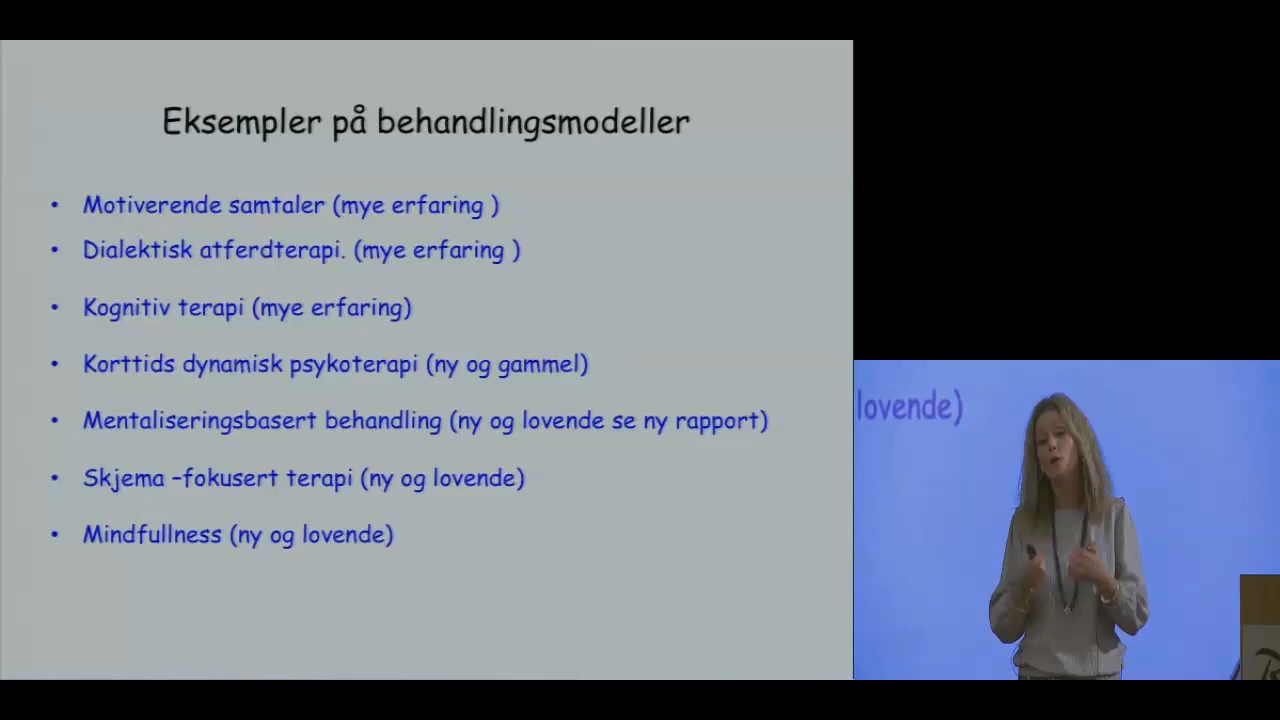 Eksempler på behandlingsmodeller
• Motiverende samtaler (mye erfaring )
• Dialektisk atferdterapi. (mye erfaring )
• Kognitiv terapi (mye erfaring)
• Korttids dynamisk psykoterapi (ny og gammel)
• Mentaliseringsbasert behandling (ny og lovende se ny rapport)
• Skjema –fokusert terapi (ny og lovende)
• Mindfullness (ny og lovende)
lovende)